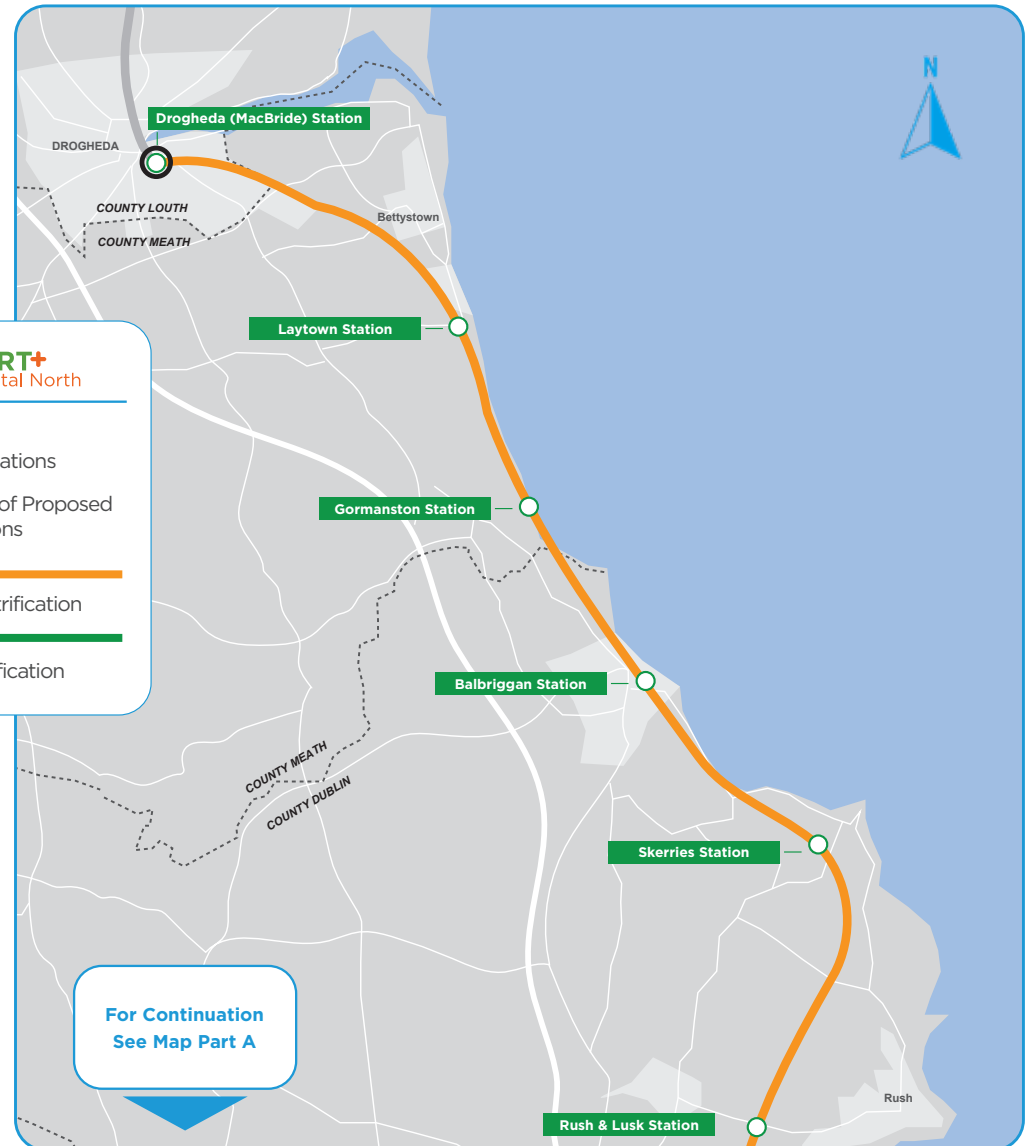 N
Drogheda (MacBride) Station
DROGHEDA
COUNTY LOUTH
COUNTY MEATH
Bettystown
Laytown Station
RT+
tal North
ations
of Proposed
ons
rification
fication
Gormanston Station
Balbriggan Station
COUNTY MEATH
COUNTY DUBLIN
Skerries Station
For Continuation
See Map Part A
Rush
Rush & Lusk Station